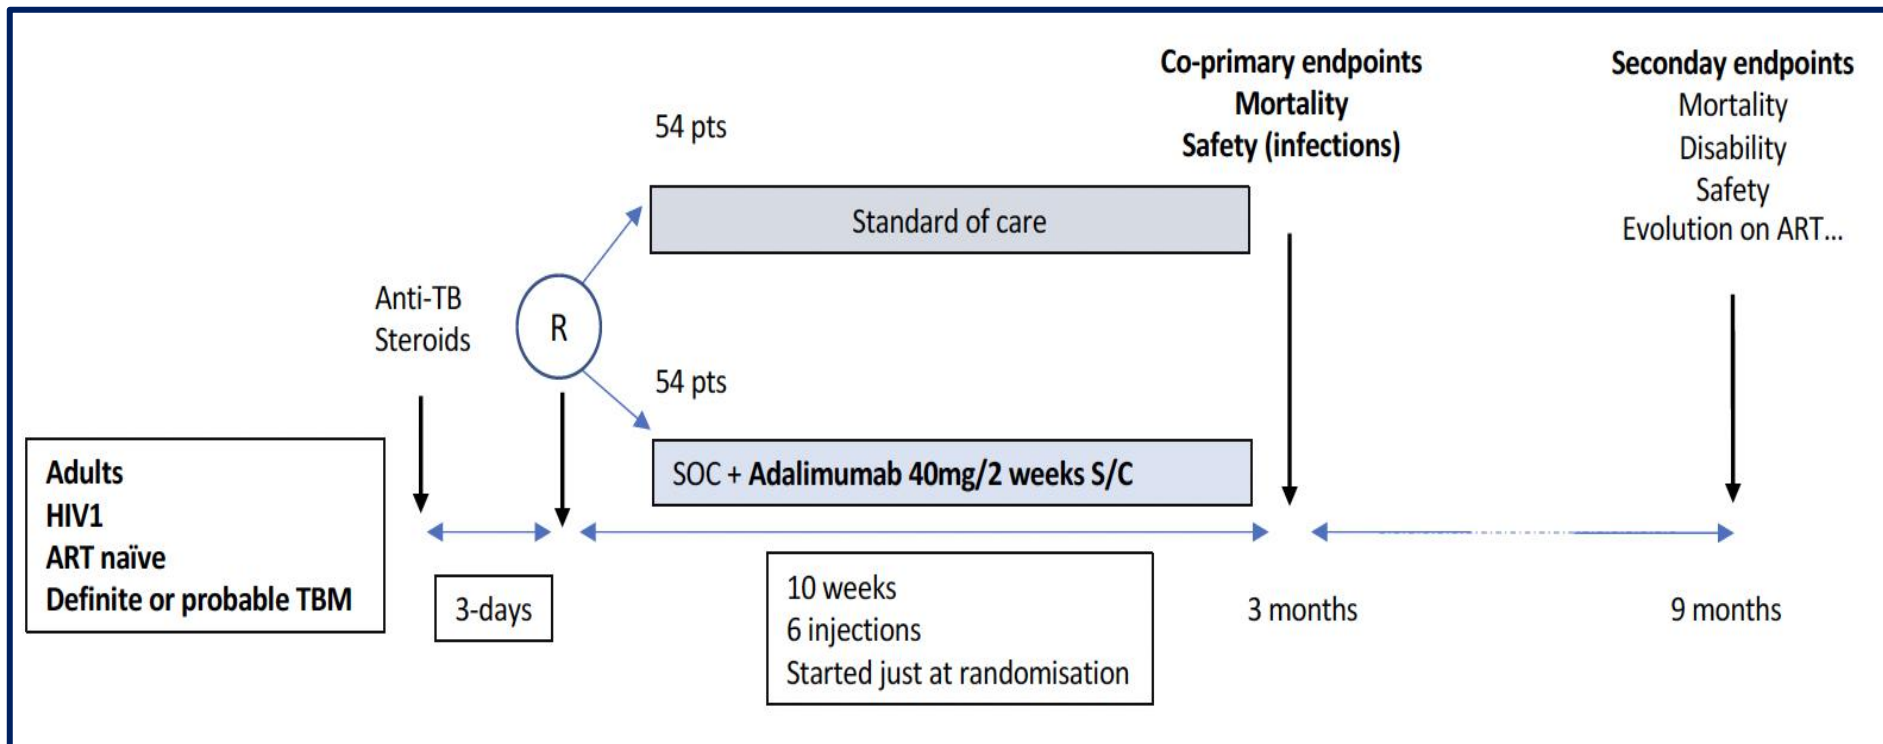 Co-primary endpoints
Mortality
Safety (infections)
Seconday endpoints
Mortality
Disability
Safety
Evolution on ART...
54 pts
Standard of care
Anti-TB
Steroids
R
54 pts
SOC + Adalimumab 40mg/2 weeks S/C
Adults
HIV1
ART naïve
Definite or probable TBM
3-days
10 weeks
6 injections
Started just at randomisation
3 months
9 months